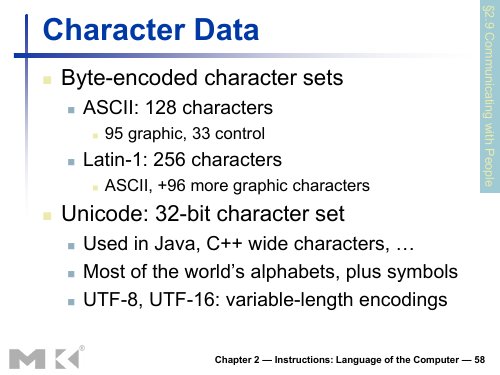 Character Data
§2.9 Communicating with People
Byte-encoded character sets
ASCII: 128 characters
95 graphic, 33 control
Latin-1: 256 characters
ASCII, +96 more graphic characters
Unicode: 32-bit character set
Used in Java, C++ wide characters, …
Most of the world’s alphabets, plus symbols
UTF-8, UTF-16: variable-length encodings
MK®
Chapter 2 — Instructions: Language of the Computer — 58